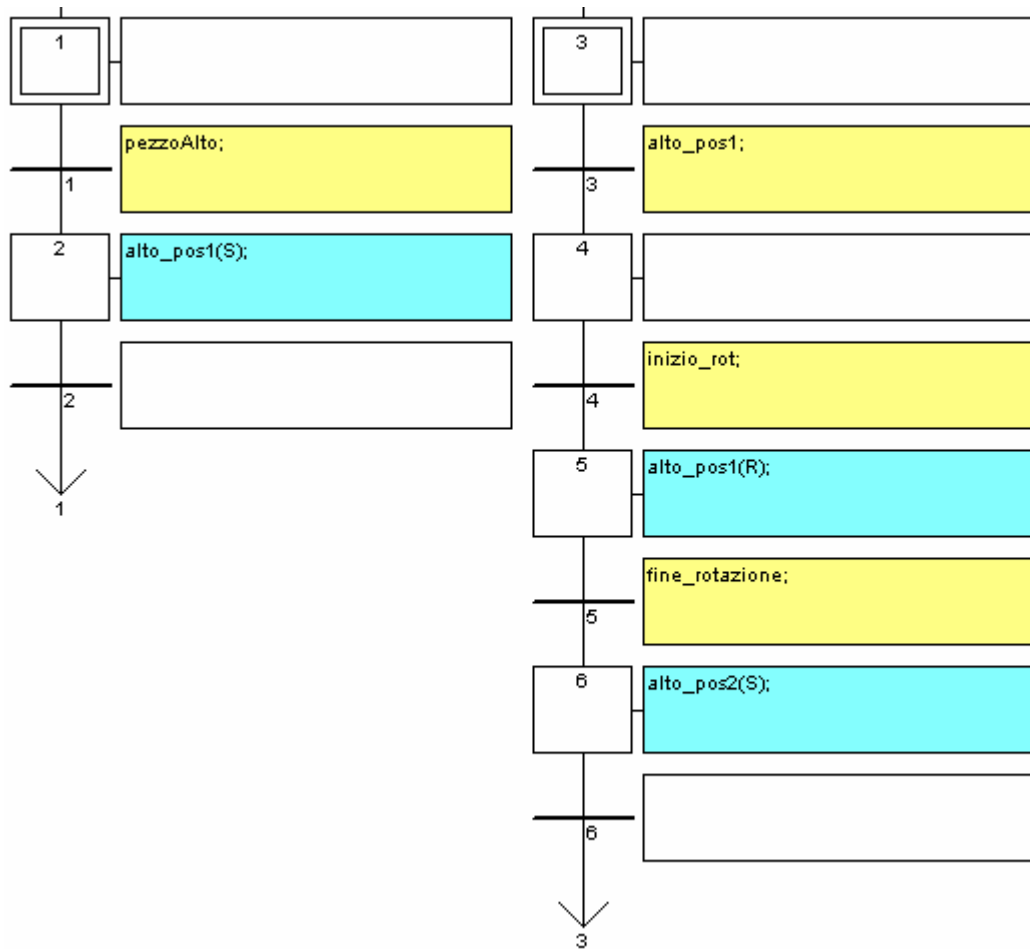 1
pezzoAlto;
1
2
alto_pos1(S);
2
1
3
alto_pos1;
3
4
inizio_rot;
4
5
alto_pos1(R);
fine_rotazione;
5
6
alto_pos2(S);
6
3